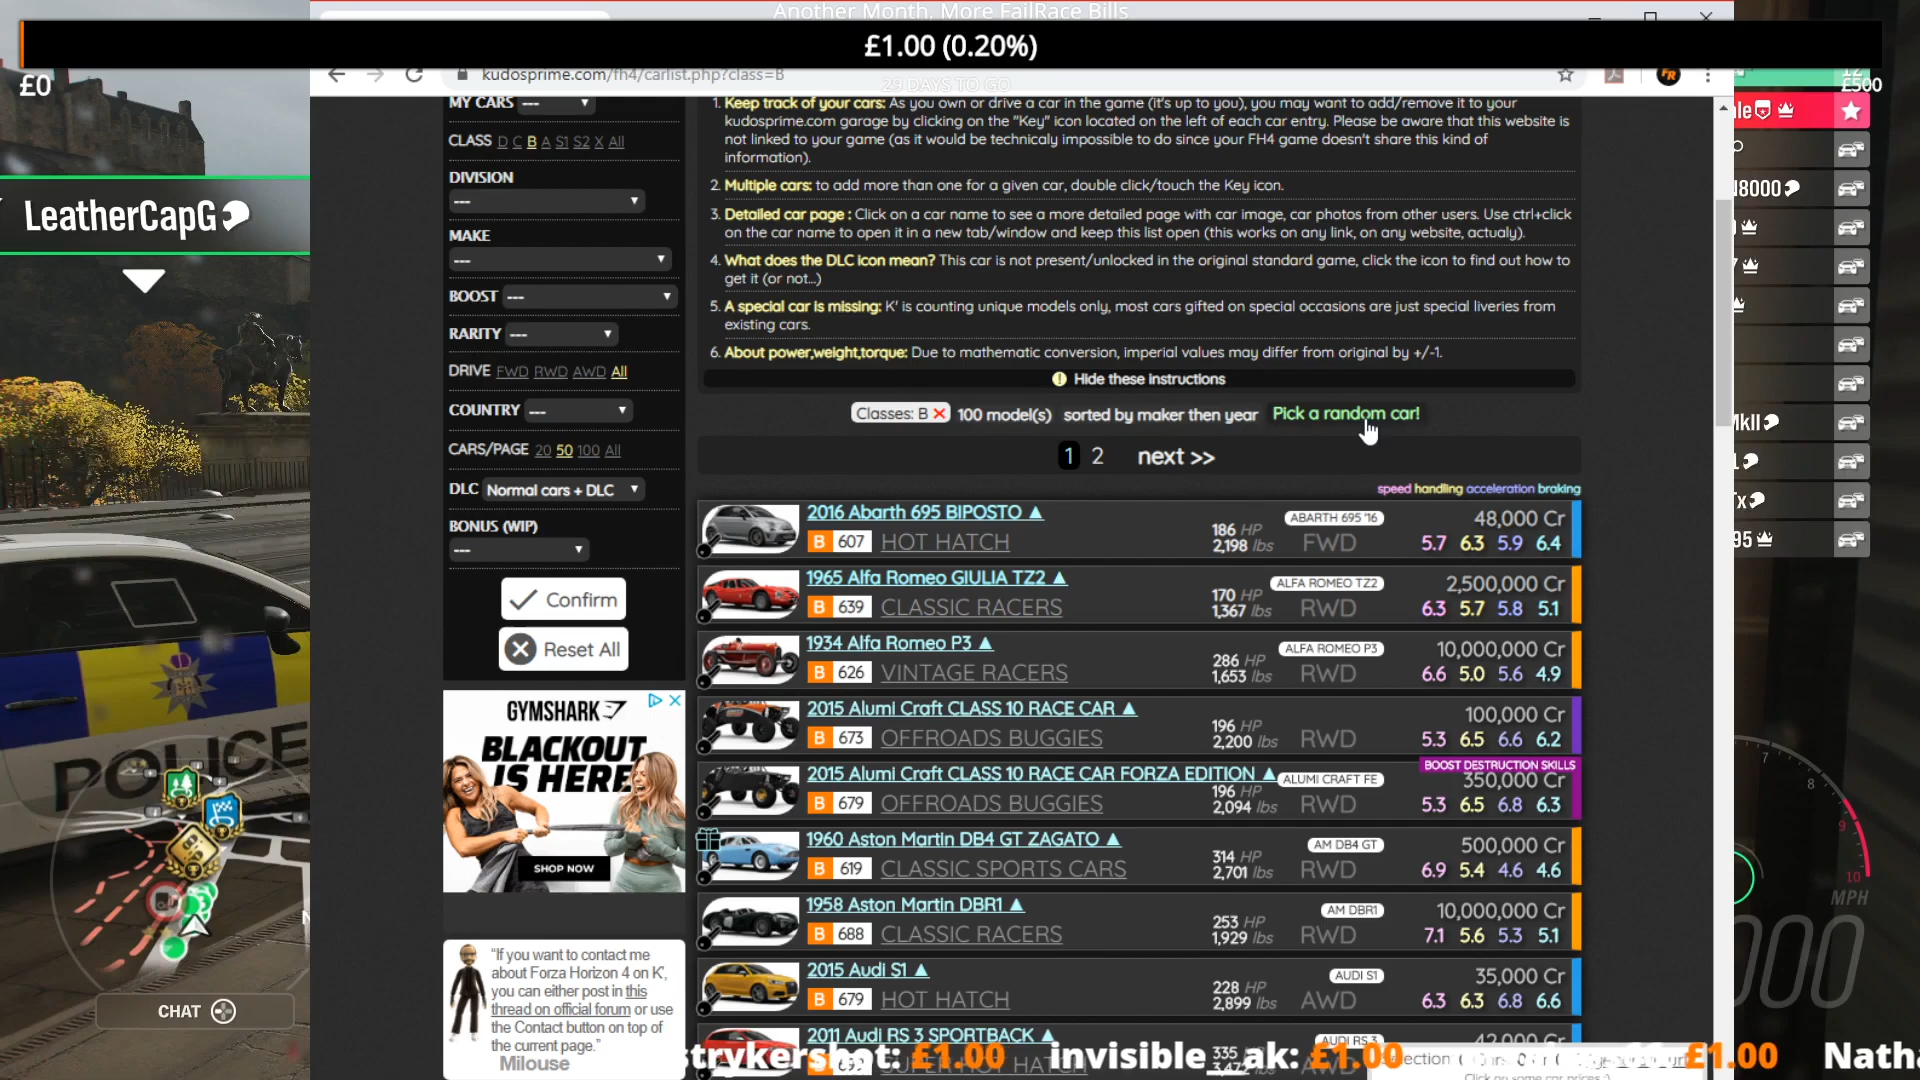 Another Month, More FailRace Bills
£1.00 (0.20%)
£0
£500
kudosprime.com/fh4/carlist.php?class=B
29 DAYS TO GO
LeatherCapG
MY CARS ---
CLASS D C B A S1 S2 X All
DIVISION
---
MAKE
---
BOOST ---
RARITY ---
DRIVE FWD RWD AWD All
COUNTRY ---
CARS/PAGE 20 50 100 All
DLC Normal cars + DLC
BONUS (WIP)
---
Confirm
Reset All
GYMSHARK
BLACKOUT
IS HERE
SHOP NOW
"If you want to contact me
about Forza Horizon 4 on K',
you can either post in this
thread on official forum or use
the Contact button on top of
the current page."
Milouse
1. Keep track of your cars: As you own or drive a car in the game (it's up to you), you may want to add/remove it to your
kudosprime.com garage by clicking on the "Key" icon located on the left of each car entry. Please be aware that this website is
not linked to your game (as it would be technicaly impossible to do since your FH4 game doesn't share this kind of
information).
2. Multiple cars: to add more than one for a given car, double click/touch the Key icon.
3. Detailed car page : Click on a car name to see a more detailed page with car image, car photos from other users. Use ctrl+click
on the car name to open it in a new tab/window and keep this list open (this works on any link, on any website, actualy).
4. What does the DLC icon mean? This car is not present/unlocked in the original standard game, click the icon to find out how to
get it (or not...)
5. A special car is missing: K' is counting unique models only, most cars gifted on special occasions are just special liveries from
existing cars.
6. About power,weight,torque: Due to mathematic conversion, imperial values may differ from original by +/-1.
Hide these instructions
Classes: B 100 model(s) sorted by maker then year Pick a random car!
1 2 next >>
speed handling acceleration braking
2016 Abarth 695 BIPOSTO ▲ ABARTH 695 '16 48,000 Cr
B 607 HOT HATCH 186 HP 2,198 lbs FWD 5.7 6.3 5.9 6.4
1965 Alfa Romeo GIULIA TZ2 ▲ ALFA ROMEO TZ2 2,500,000 Cr
B 639 CLASSIC RACERS 170 HP 1,367 lbs RWD 6.3 5.7 5.8 5.1
1934 Alfa Romeo P3 ▲ ALFA ROMEO P3 10,000,000 Cr
B 626 VINTAGE RACERS 286 HP 1,653 lbs RWD 6.6 5.0 5.6 4.9
2015 Alumi Craft CLASS 10 RACE CAR ▲ 100,000 Cr
B 673 OFFROADS BUGGIES 196 HP 2,200 lbs RWD 5.3 6.5 6.6 6.2
BOOST DESTRUCTION SKILLS
2015 Alumi Craft CLASS 10 RACE CAR FORZA EDITION ▲ ALUMI CRAFT FE 350,000 Cr
B 679 OFFROADS BUGGIES 196 HP 2,094 lbs RWD 5.3 6.5 6.8 6.3
1960 Aston Martin DB4 GT ZAGATO ▲ AM DB4 GT 500,000 Cr
B 619 CLASSIC SPORTS CARS 314 HP 2,701 lbs RWD 6.9 5.4 4.6 4.6
1958 Aston Martin DBR1 ▲ AM DBR1 10,000,000 Cr
B 688 CLASSIC RACERS 253 HP 1,929 lbs RWD 7.1 5.6 5.3 5.1
2015 Audi S1 ▲ AUDI S1 35,000 Cr
B 679 HOT HATCH 228 HP 2,899 lbs AWD 6.3 6.3 6.8 6.6
2011 Audi RS 3 SPORTBACK ▲ AUDI RS 3
335 HP
strykershot: £1.00 invisible_ak: £1.00 £1.00 Natha
POLICE
CHAT
MPH
7
8
9
10